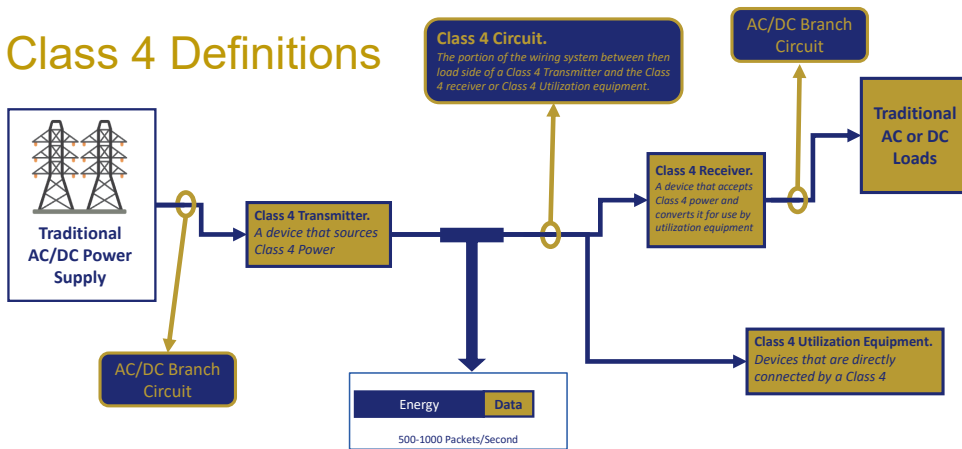 Class 4 Definitions
Class 4 Circuit.
The portion of the wiring system between then
load side of a Class 4 Transmitter and the Class
4 receiver or Class 4 Utilization equipment.
AC/DC Branch
Circuit
Traditional
AC or DC
Loads
Traditional
AC/DC Power
Supply
Class 4 Transmitter.
A device that sources
Class 4 Power
Class 4 Receiver.
A device that accepts
Class 4 power and
converts it for use by
utilization equipment
Class 4 Utilization Equipment.
Devices that are directly
connected by a Class 4
AC/DC Branch
Circuit
Energy
Data
500-1000 Packets/Second